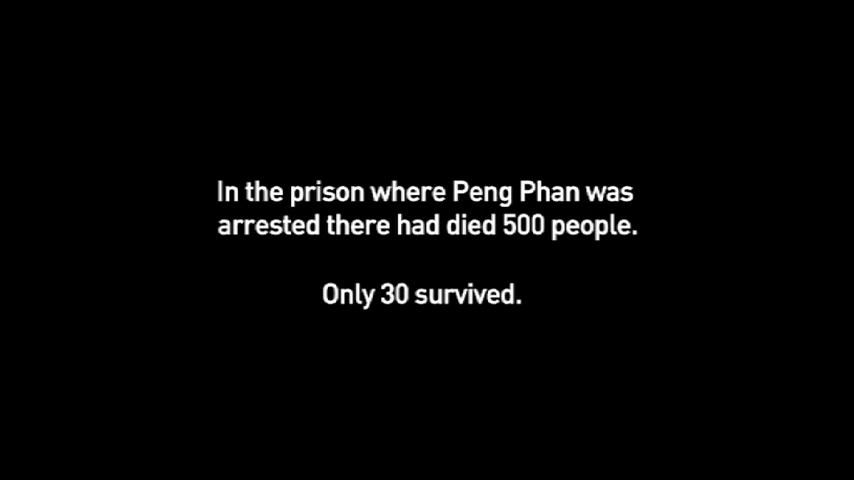 In the prison where Peng Phan was
arrested there had died 500 people.
Only 30 survived.